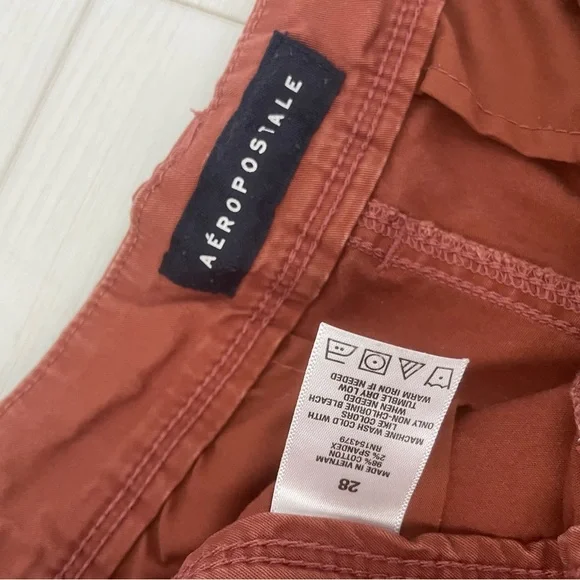 AÉROPOSTALE
28
MADE IN VIETNAM
98% COTTON
2% SPANDEX
RN154379
MACHINE WASH COLD WITH
LIKE COLORS
ONLY NON-CHLORINE BLEACH
WHEN NEEDED
TUMBLE DRY LOW
WARM IRON IF NEEDED